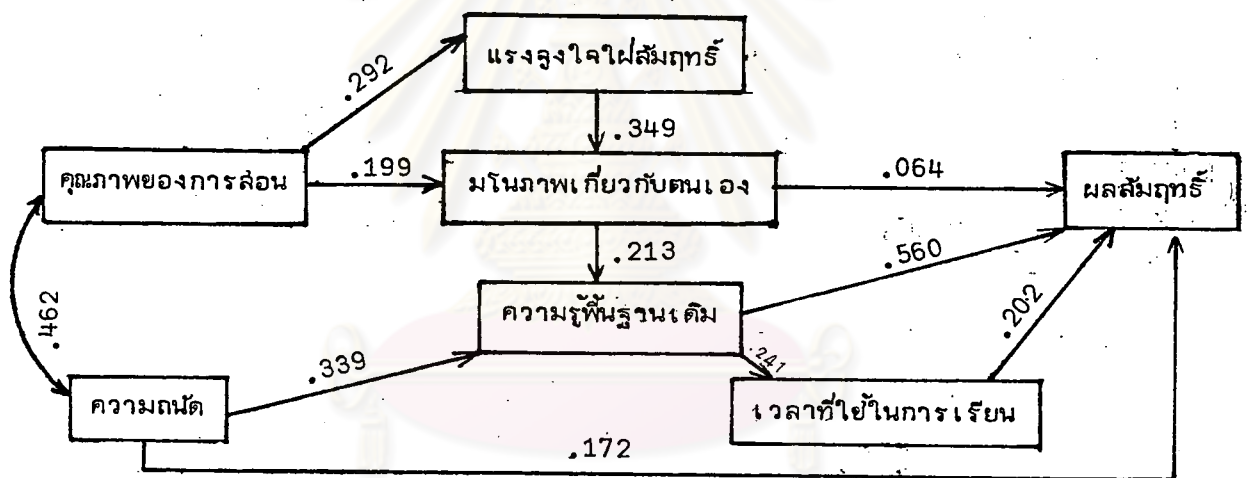 แรงจูงใจใฝ่สัมฤทธิ์
.292
.349
คุณภาพของการสอน
.199
มโนภาพเกี่ยวกับตนเอง
.064
ผลสัมฤทธิ์
.213
.560
.462
ความรู้พื้นฐานเดิม
.202
.339
.241
ความถนัด
เวลาที่ใช้ในการเรียน
.172